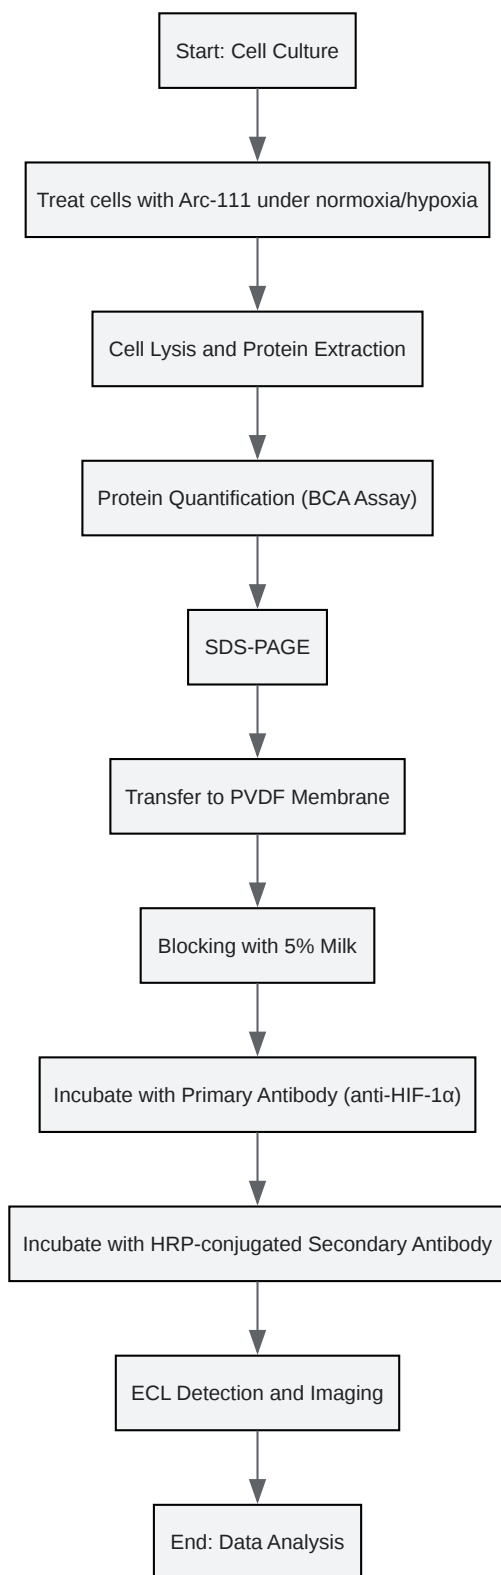 Start: Cell Culture
Treat cells with Arc-111 under normoxia/hypoxia
Cell Lysis and Protein Extraction
Protein Quantification (BCA Assay)
SDS-PAGE
Transfer to PVDF Membrane
Blocking with 5% Milk
Incubate with Primary Antibody (anti-HIF-1α)
Incubate with HRP-conjugated Secondary Antibody
ECL Detection and Imaging
End: Data Analysis